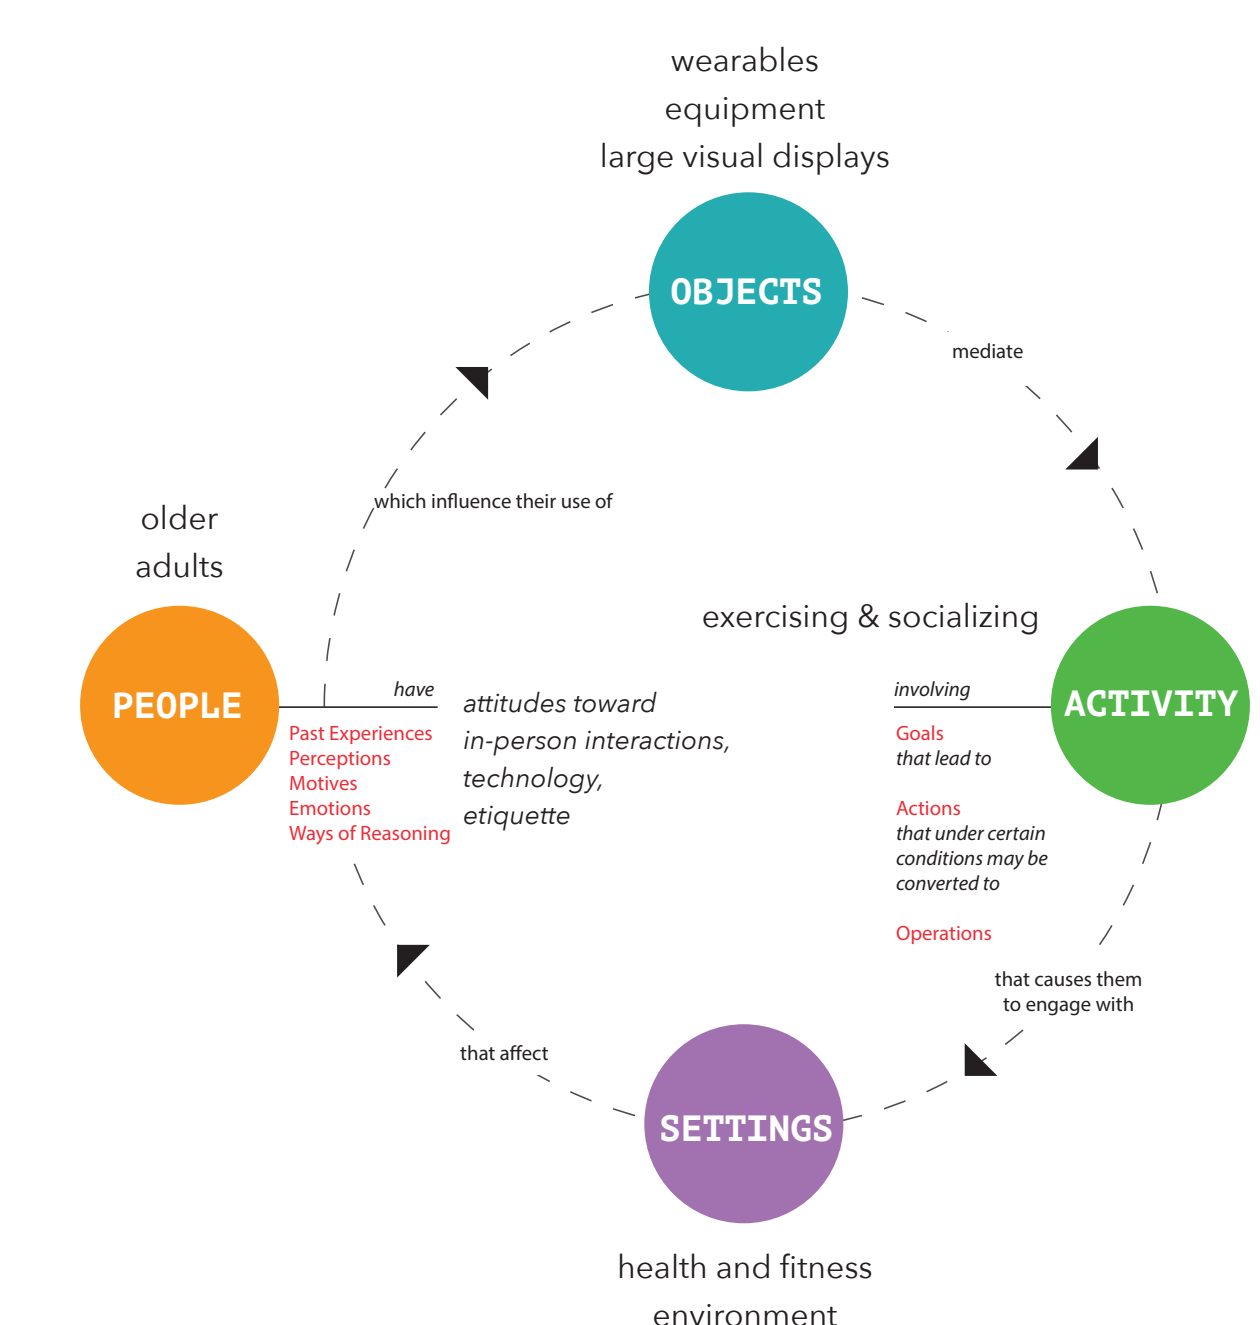 wearables
equipment
large visual displays
OBJECTS
mediate
which influence their use of
older
adults
PEOPLE
have
Past Experiences
Perceptions
Motives
Emotions
Ways of Reasoning
attitudes toward
in-person interactions,
technology,
etiquette
exercising & socializing
involving
ACTIVITY
Goals
that lead to
Actions
that under certain
conditions may be
converted to
Operations
that causes them
to engage with
that affect
SETTINGS
health and fitness
environment